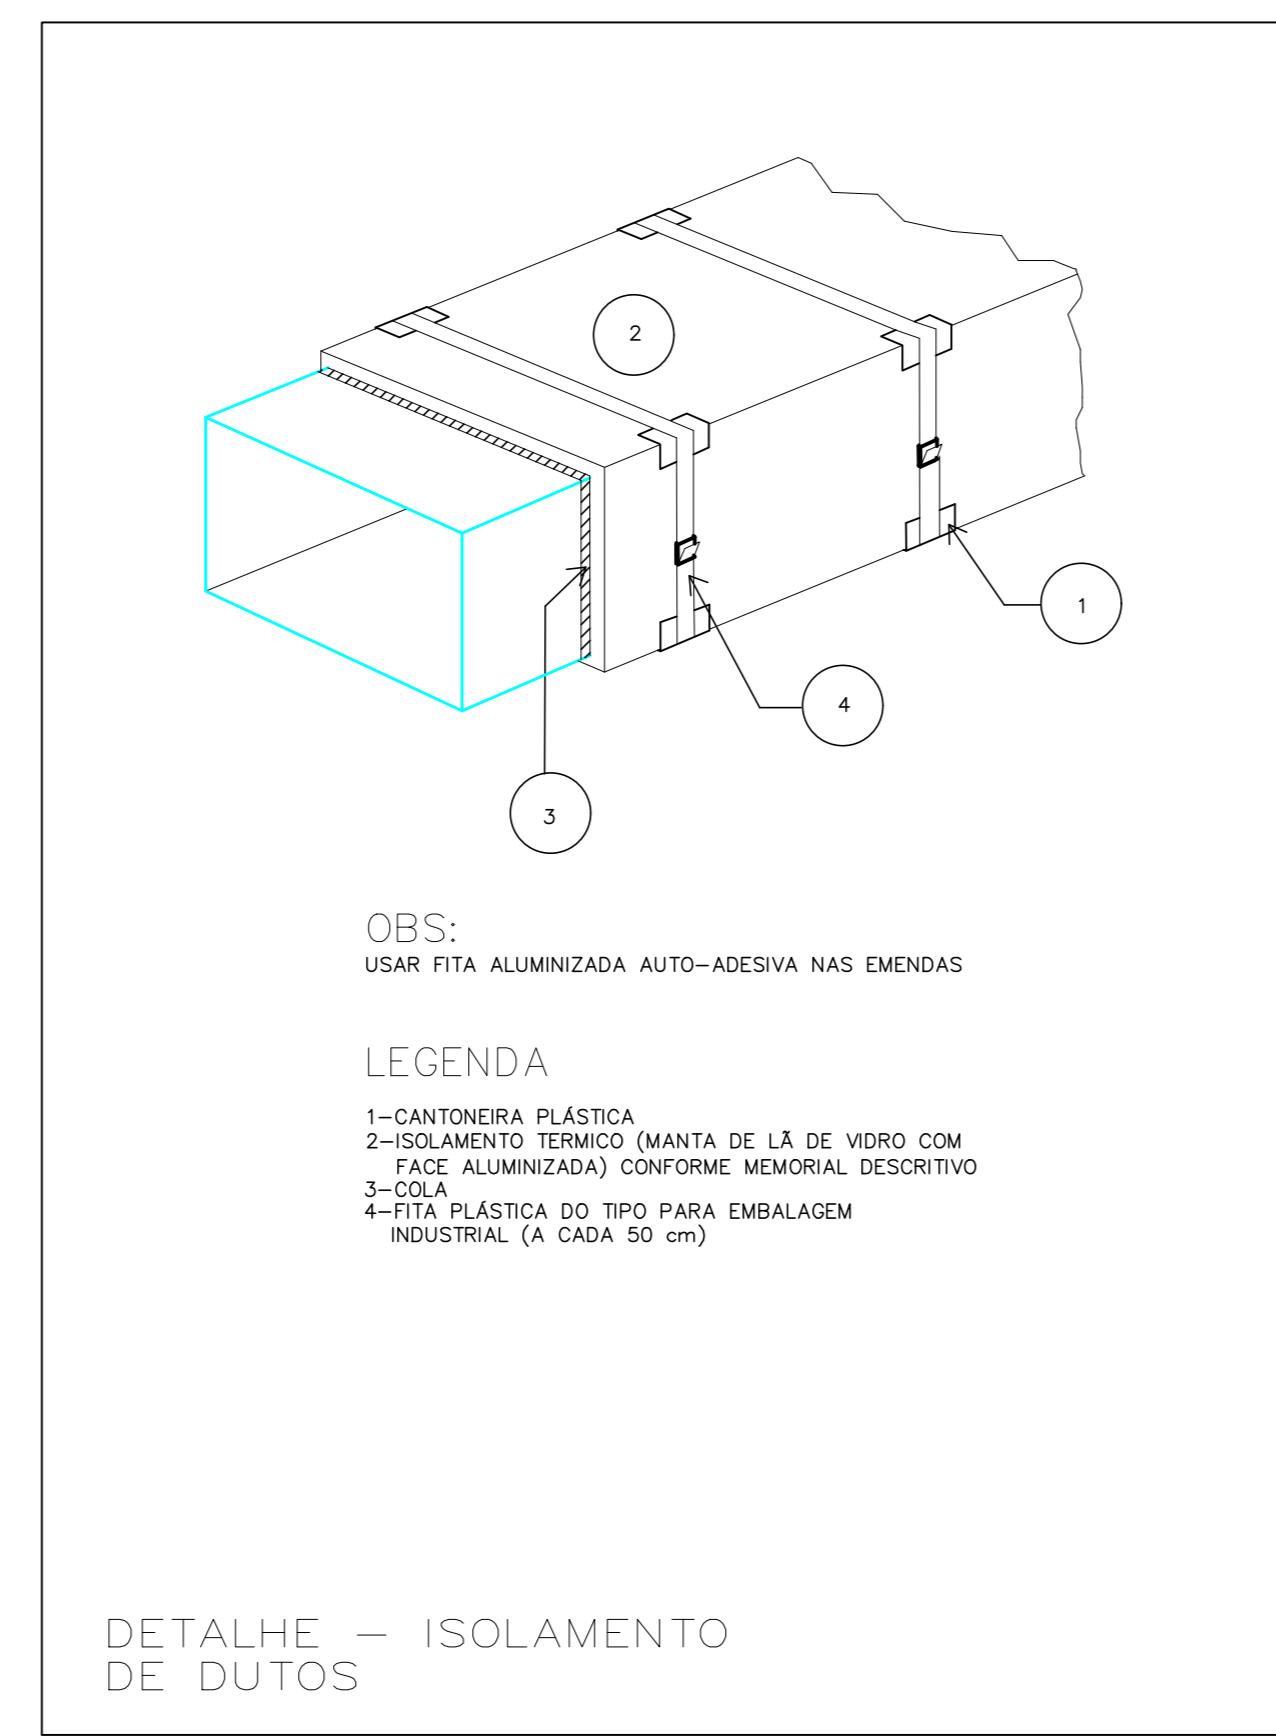 2
1
4
3
OBS:
USAR FITA ALUMINIZADA AUTO-ADESIVA NAS EMENDAS
LEGENDA
1-CANTONEIRA PLÁSTICA
2-ISOLAMENTO TERMICO (MANTA DE LÃ DE VIDRO COM
FACE ALUMINIZADA) CONFORME MEMORIAL DESCRITIVO
3-COLA
4-FITA PLÁSTICA DO TIPO PARA EMBALAGEM
INDUSTRIAL (A CADA 50 cm)
DETALHE - ISOLAMENTO
DE DUTOS